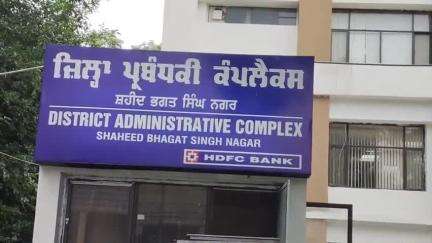 ਜ਼ਿਲ੍ਹਾ ਪ੍ਰਬੰਧਕੀ ਕੰਪਲੈਕਸ
ਸ਼ਹੀਦ ਭਗਤ ਸਿੰਘ ਨਗਰ
DISTRICT ADMINISTRATIVE COMPLEX
SHAHEED BHAGAT SINGH NAGAR
HDFC BANK